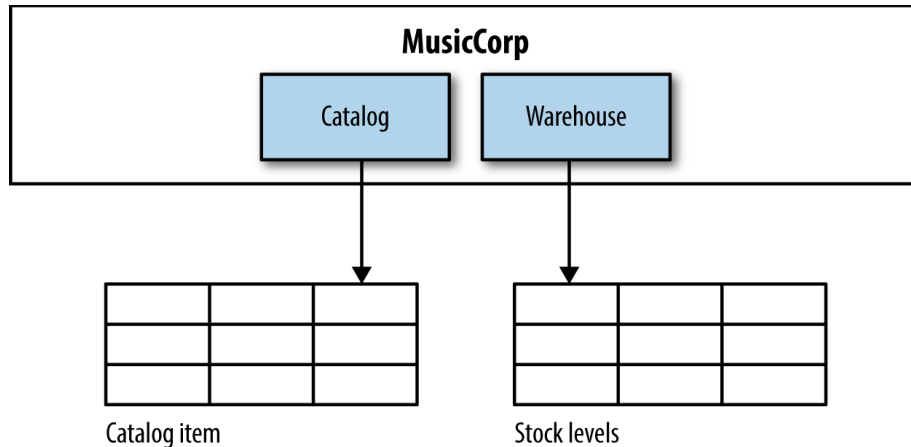 MusicCorp
Catalog
Warehouse
Catalog item
Stock levels